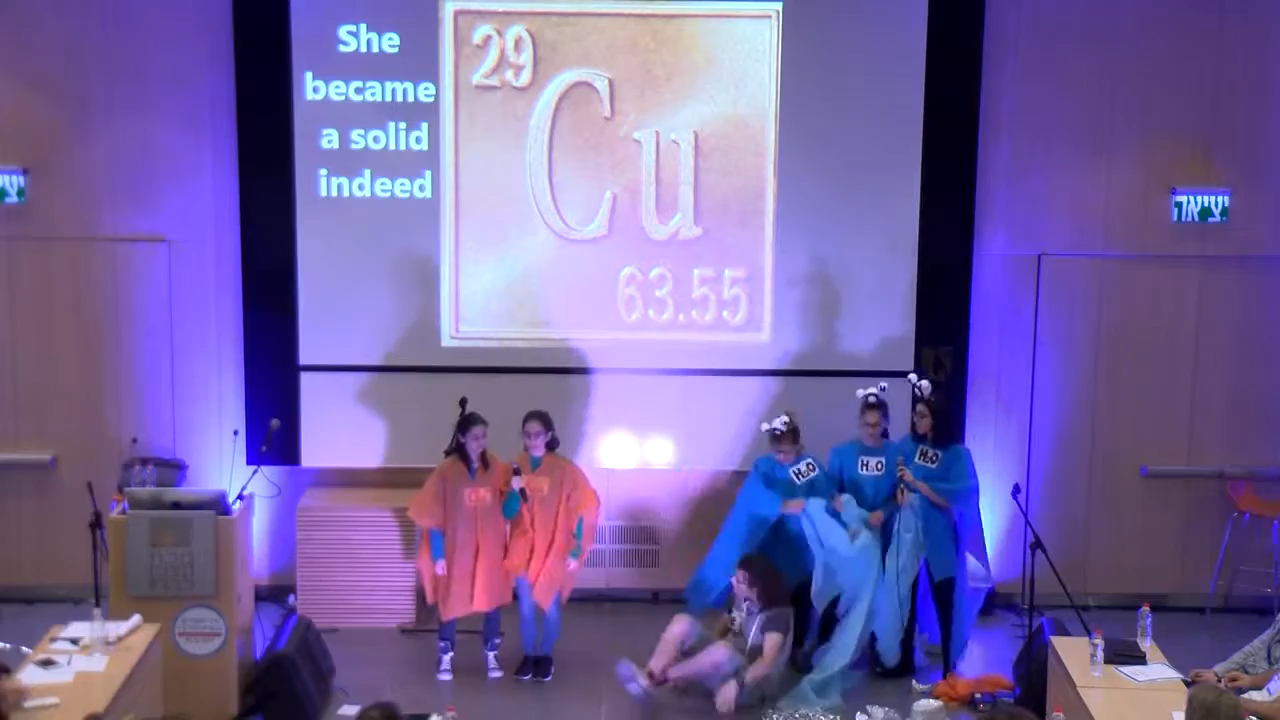 She
became
a solid
indeed
29
Cu
63.55
יציאה
H2O
H2O
H2O